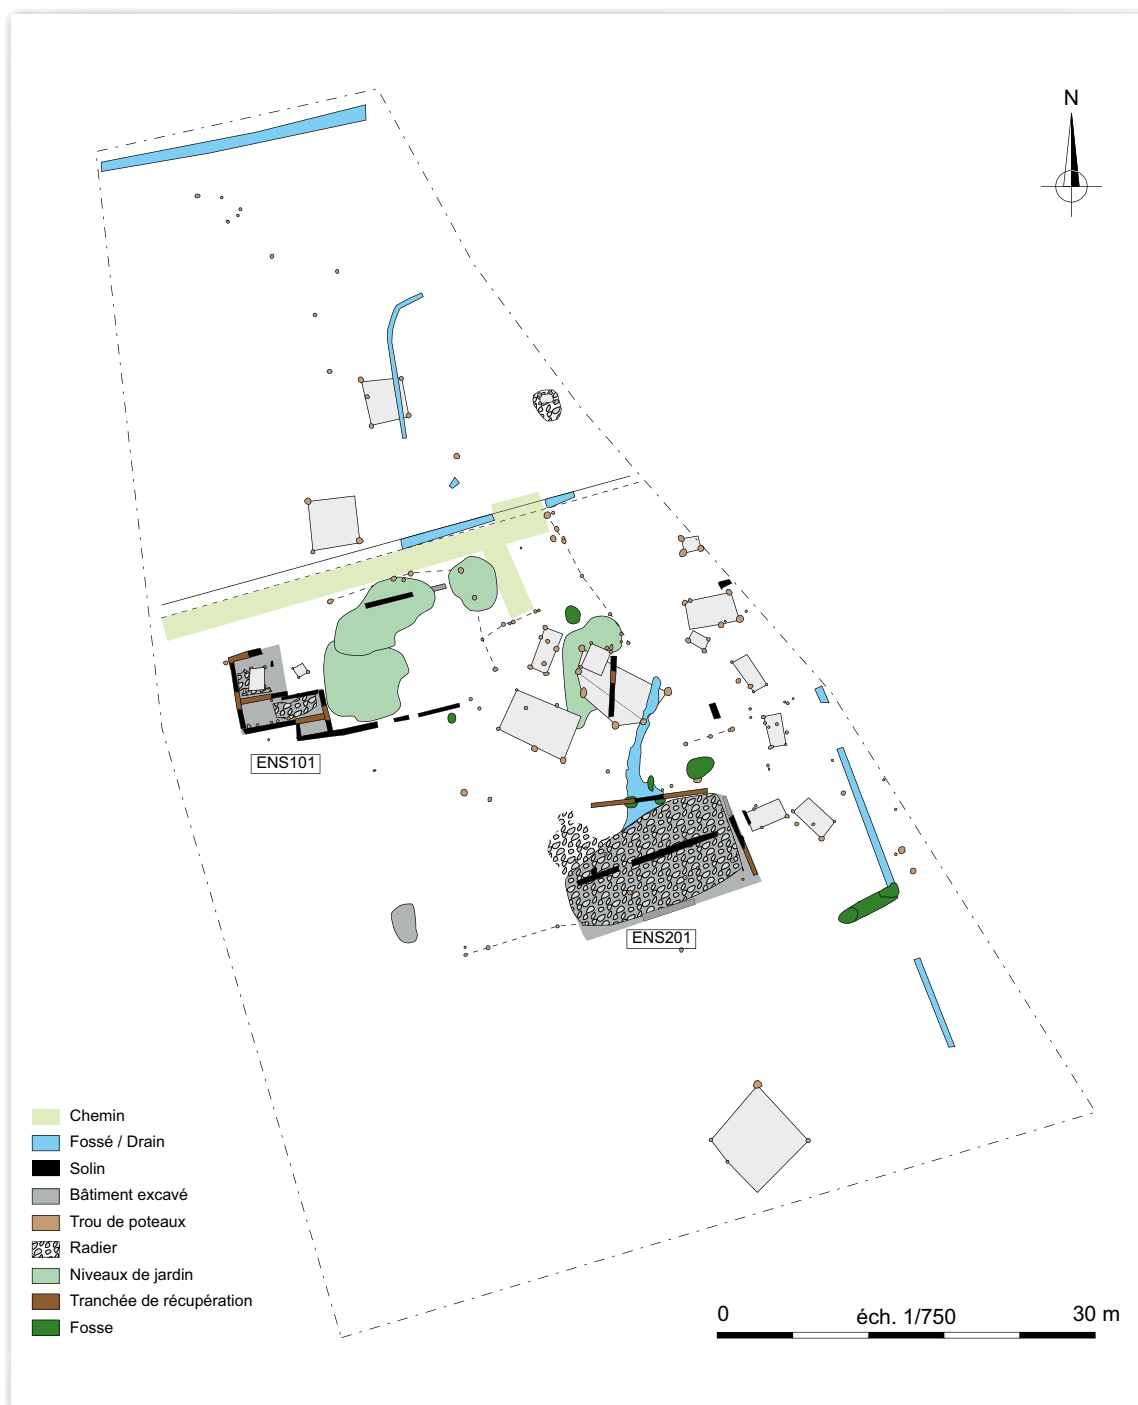 N
ENS101
ENS201
Chemin
Fossé / Drain
Solin
Bâtiment excavé
Trou de poteaux
Radier
Niveaux de jardin
Tranchée de récupération
Fosse
0 éch. 1/750 30 m